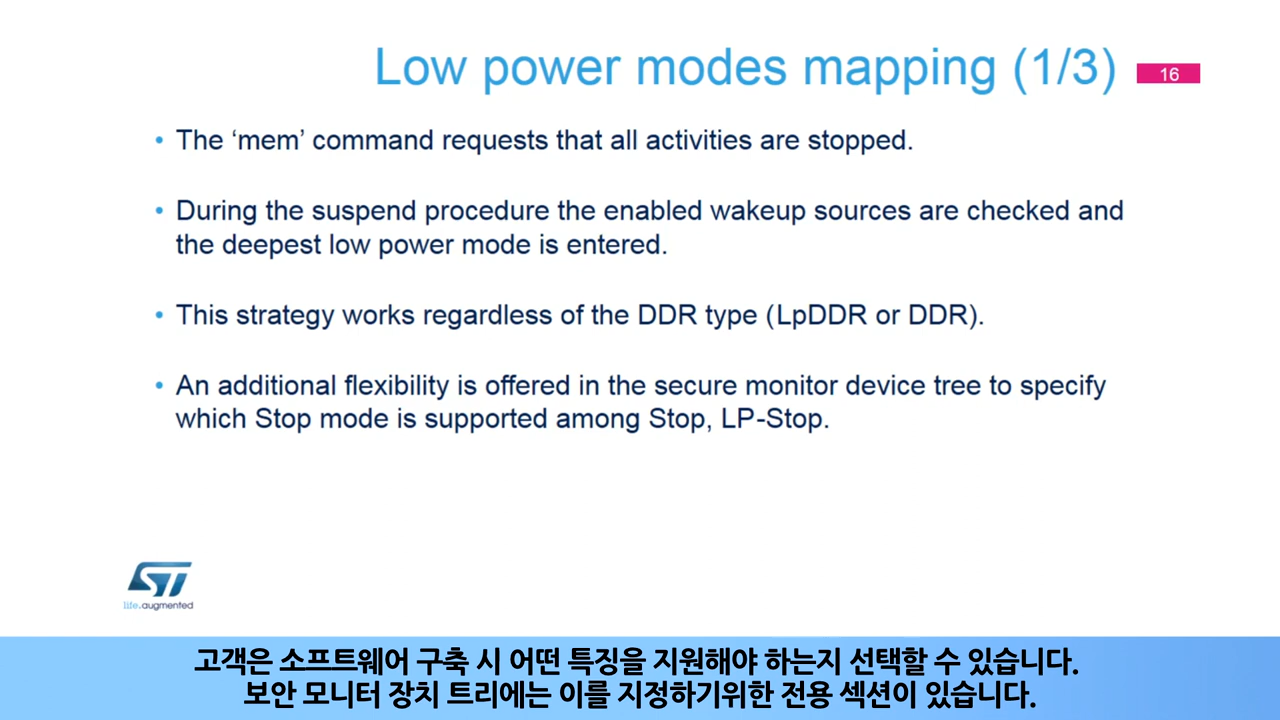 Low power modes mapping (1/3)
16
• The ‘mem’ command requests that all activities are stopped.
• During the suspend procedure the enabled wakeup sources are checked and
the deepest low power mode is entered.
• This strategy works regardless of the DDR type (LpDDR or DDR).
• An additional flexibility is offered in the secure monitor device tree to specify
which Stop mode is supported among Stop, LP-Stop.
ST
life.augmented
고객은 소프트웨어 구축 시 어떤 특징을 지원해야 하는지 선택할 수 있습니다.
보안 모니터 장치 트리에는 이를 지정하기위한 전용 섹션이 있습니다.